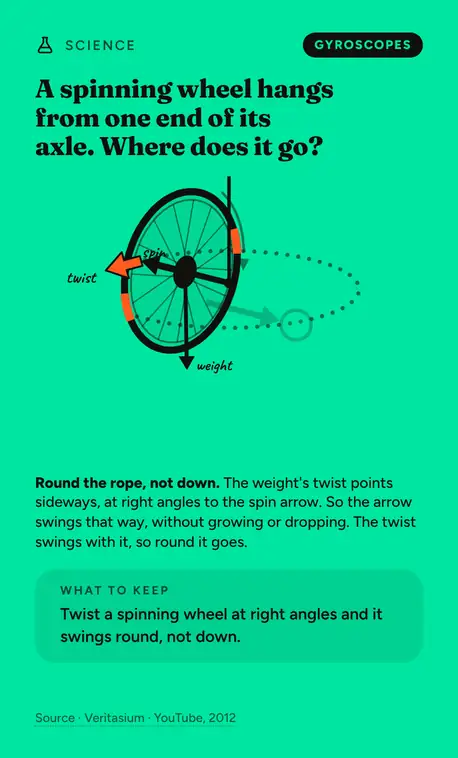 SCIENCE
GYROSCOPES
A spinning wheel hangs
from one end of its
axle. Where does it go?
spin
twist
weight
Round the rope, not down. The weight's twist points
sideways, at right angles to the spin arrow. So the arrow
swings that way, without growing or dropping. The twist
swings with it, so round it goes.
WHAT TO KEEP
Twist a spinning wheel at right angles and it
swings round, not down.
Source · Veritasium · YouTube, 2012